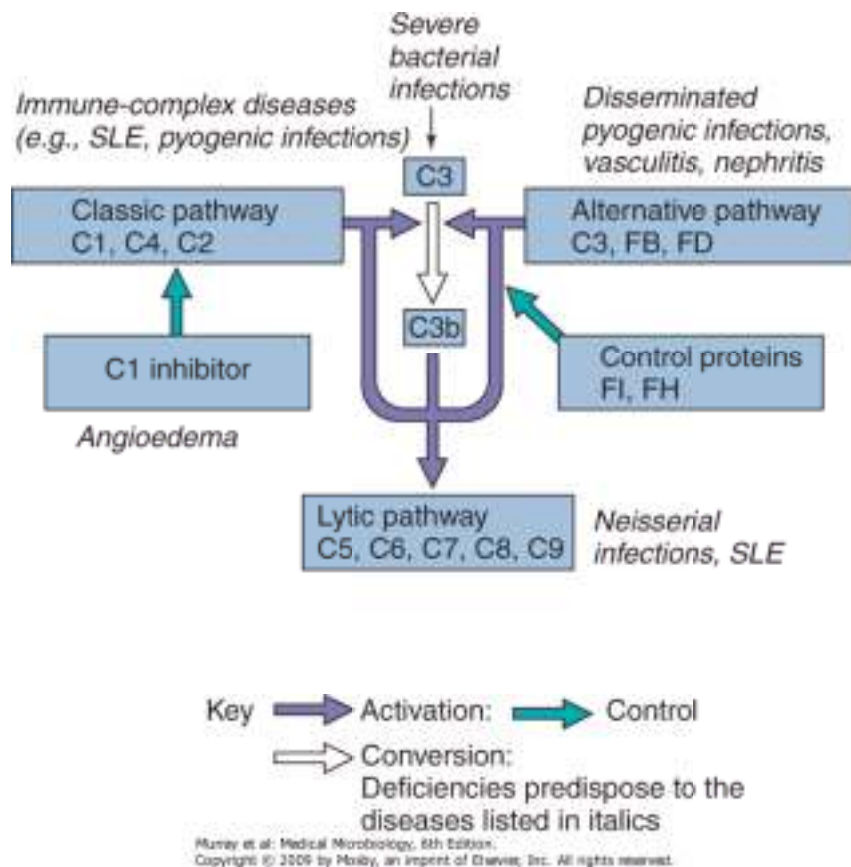 Severe
bacterial
infections
Immune-complex diseases
(e.g., SLE, pyogenic infections)
Disseminated
pyogenic infections,
vasculitis, nephritis
C3
Classic pathway
C1, C4, C2
Alternative pathway
C3, FB, FD
C3b
C1 inhibitor
Control proteins
FI, FH
Angioedema
Lytic pathway
C5, C6, C7, C8, C9
Neisserial
infections, SLE
Key
Activation:
Control
Conversion:
Deficiencies predispose to the
diseases listed in italics
Murray et al: Medical Microbiology, 6th Edition.
Copyright © 2009 by Mosby, an imprint of Elsevier, Inc. All rights reserved.